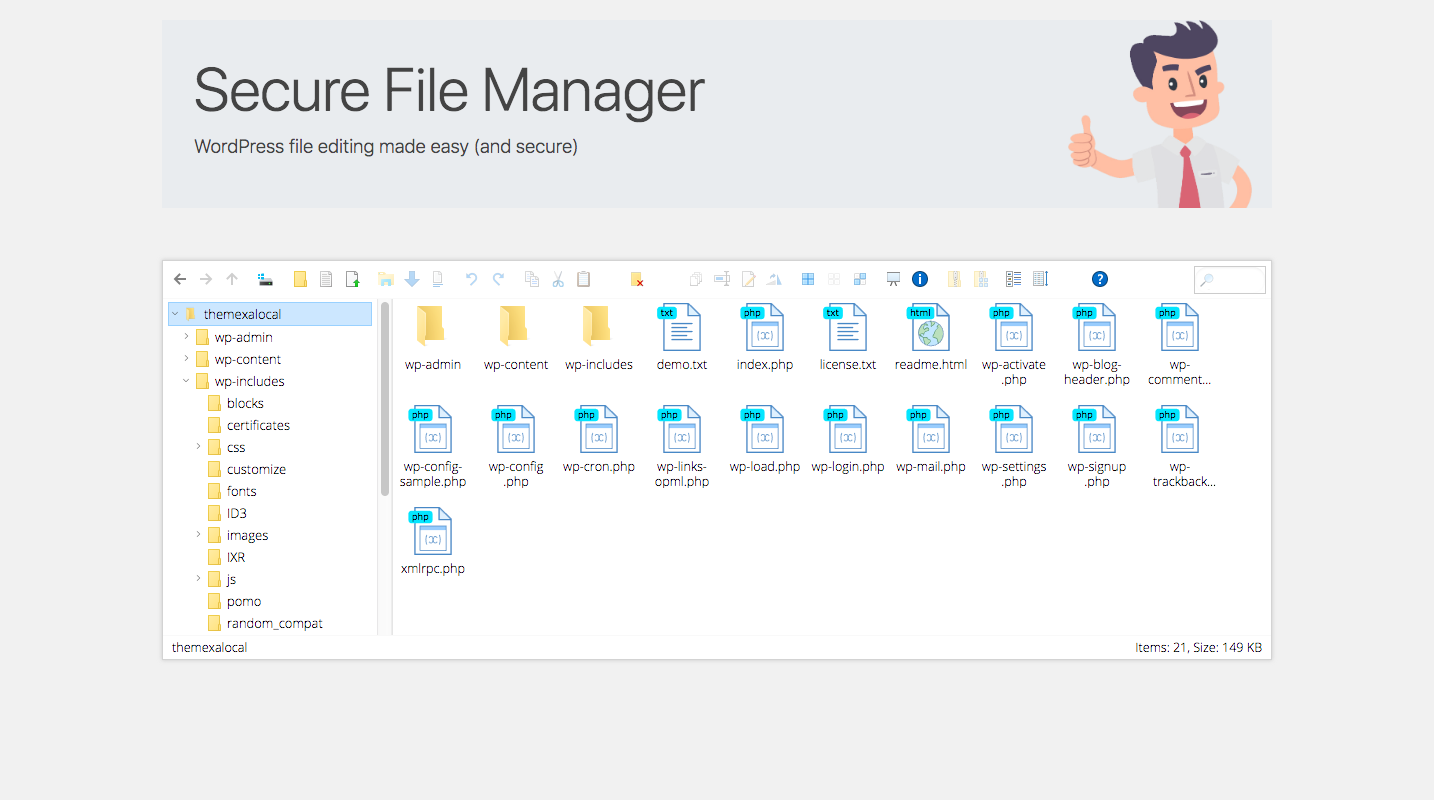 Secure File Manager
WordPress file editing made easy (and secure)
themexalocal
wp-admin
wp-content
wp-includes
blocks
certificates
css
customize
fonts
ID3
images
IXR
js
pomo
random_compat
txt
php
txt
html
php
php
php
wp-admin
wp-content
wp-includes
demo.txt
index.php
license.txt
readme.html
wp-activate
.php
wp-blog-
header.php
wp-
comment...
php
php
php
php
php
php
php
php
php
php
wp-config-
sample.php
wp-config
.php
wp-cron.php
wp-links-
opml.php
wp-load.php
wp-login.php
wp-mail.php
wp-settings
.php
wp-signup
.php
wp-
trackback...
php
xmlrpc.php
themexalocal
Items: 21, Size: 149 KB